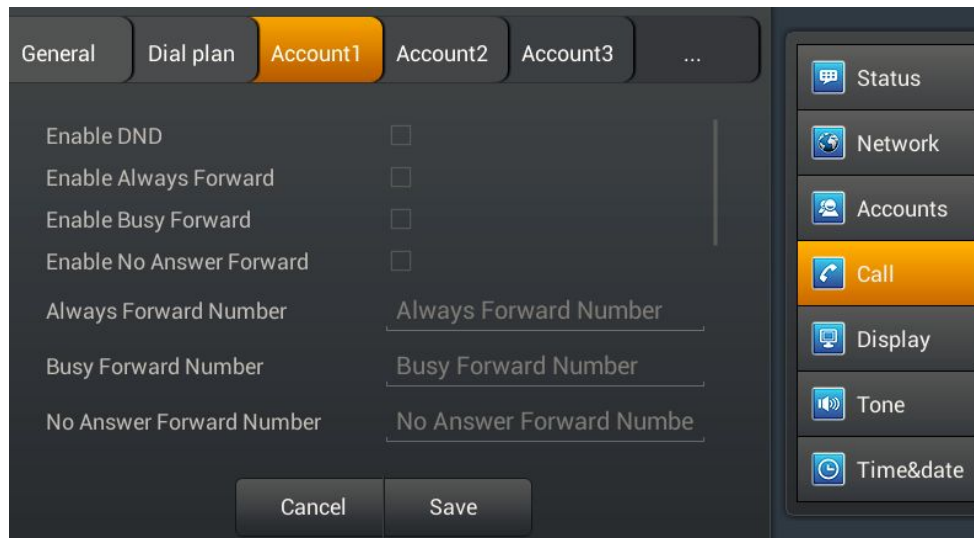 General Dial plan Account1 Account2 Account3 ...
Enable DND
Enable Always Forward
Enable Busy Forward
Enable No Answer Forward
Always Forward Number Always Forward Number
Busy Forward Number Busy Forward Number
No Answer Forward Number No Answer Forward Numbe
Cancel Save
Status
Network
Accounts
Call
Display
Tone
Time&date